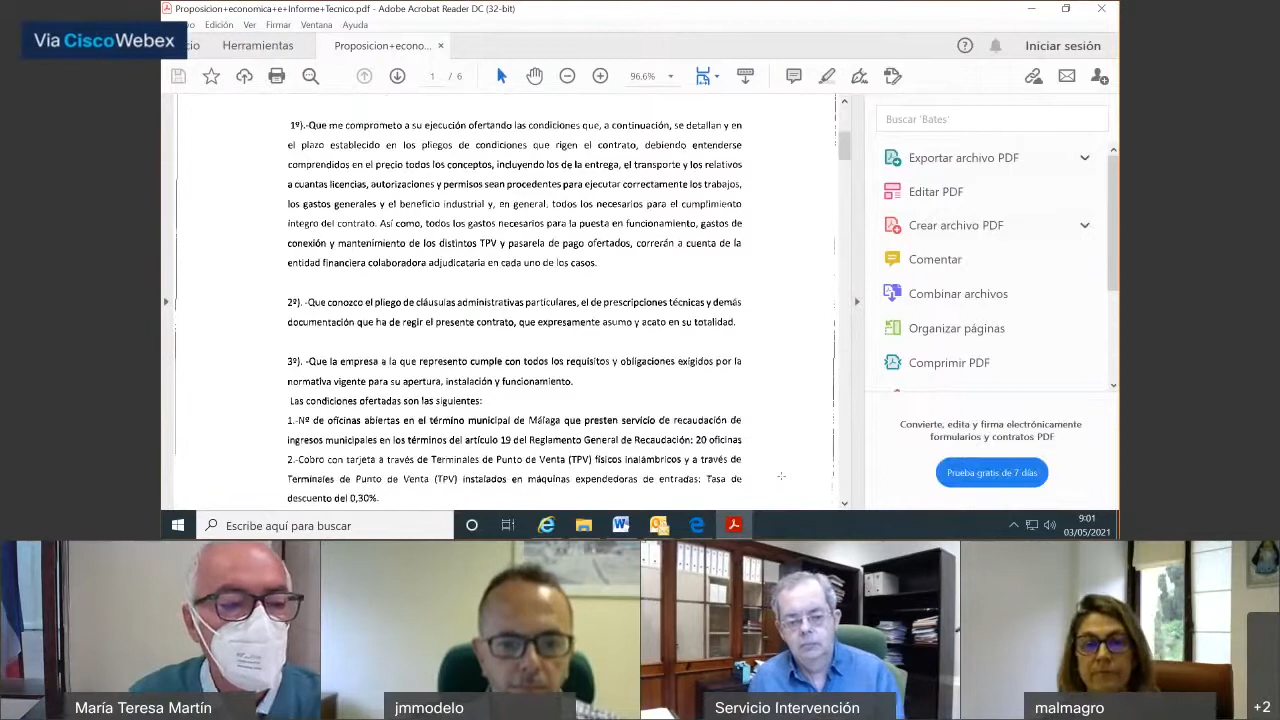 Proposicion+economica+e+Informe+Tecnico.pdf - Adobe Acrobat Reader DC (32-bit)
Edición Ver Firmar Ventana Ayuda
Via CiscoWebex
Herramientas
Proposicion+econo... ×
Iniciar sesión
1 / 6
96.6%
1º).-Que me comprometo a su ejecución ofertando las condiciones que, a continuación, se detallan y en
el plazo establecido en los pliegos de condiciones que rigen el contrato, debiendo entenderse
comprendidos en el precio todos los conceptos, incluyendo los de la entrega, el transporte y los relativos
a cuantas licencias, autorizaciones y permisos sean procedentes para ejecutar correctamente los trabajos,
los gastos generales y el beneficio industrial y, en general, todos los necesarios para el cumplimiento
íntegro del contrato. Así como, todos los gastos necesarios para la puesta en funcionamiento, gastos de
conexión y mantenimiento de los distintos TPV y pasarela de pago ofertados, correrán a cuenta de la
entidad financiera colaboradora adjudicataria en cada uno de los casos.
2º). -Que conozco el pliego de cláusulas administrativas particulares, el de prescripciones técnicas y demás
documentación que ha de regir el presente contrato, que expresamente asumo y acato en su totalidad.
3º). -Que la empresa a la que represento cumple con todos los requisitos y obligaciones exigidos por la
normativa vigente para su apertura, instalación y funcionamiento.
Las condiciones ofertadas son las siguientes:
1.-Nº de oficinas abiertas en el término municipal de Málaga que presten servicio de recaudación de
ingresos municipales en los términos del artículo 19 del Reglamento General de Recaudación: 20 oficinas
2.-Cobro con tarjeta a través de Terminales de Punto de Venta (TPV) físicos inalámbricos y a través de
Terminales de Punto de Venta (TPV) instalados en máquinas expendedoras de entradas: Tasa de
descuento del 0,30%.
Buscar 'Bates'
Exportar archivo PDF
Editar PDF
Crear archivo PDF
Comentar
Combinar archivos
Organizar páginas
Comprimir PDF
Convierte, edita y firma electrónicamente
formularios y contratos PDF
Prueba gratis de 7 días
Escribe aquí para buscar
9:01
03/05/2021
María Teresa Martín
jmmodelo
Servicio Intervención
malmagro
+2